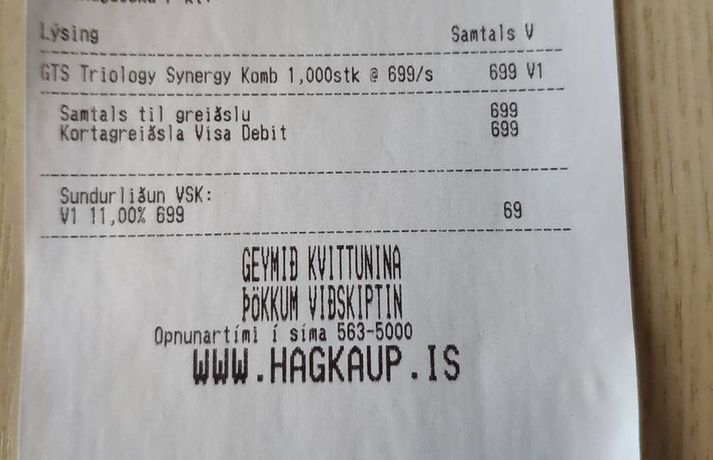 Lýsing Samtals V
GTS Triology Synergy Komb 1,000stk @ 699/s 699 V1
Samtals til greiðslu 699
Kortagreiðsla Visa Debit 699
Sundurliðun VSK:
V1 11,00% 699 69
GEYMIÐ KVITTUNINA
ÞÖKKUM VIÐSKIPTIN
Opnunartími í síma 563-5000
WWW.HAGKAUP.IS